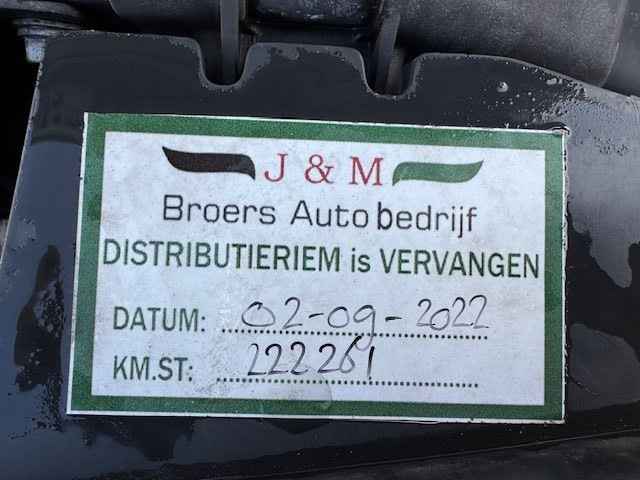 J & M
Broers Autobedrijf
DISTRIBUTIERIEM is VERVANGEN
DATUM: 02-09-2022
KM.ST: 222261